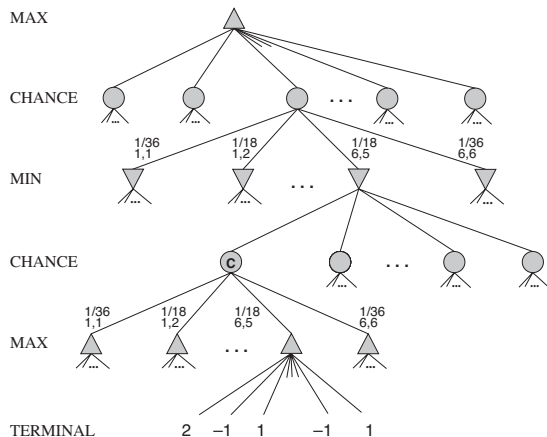 MAX
CHANCE
...
... ... ... ... ...
1/36 1/18 1/18 1/36
1,1 1,2 6,5 6,6
MIN
...
... ... ...
CHANCE
C
...
... ... ...
1/36 1/18 1/18 1/36
1,1 1,2 6,5 6,6
MAX
...
... ... ...
TERMINAL 2 –1 1 –1 1